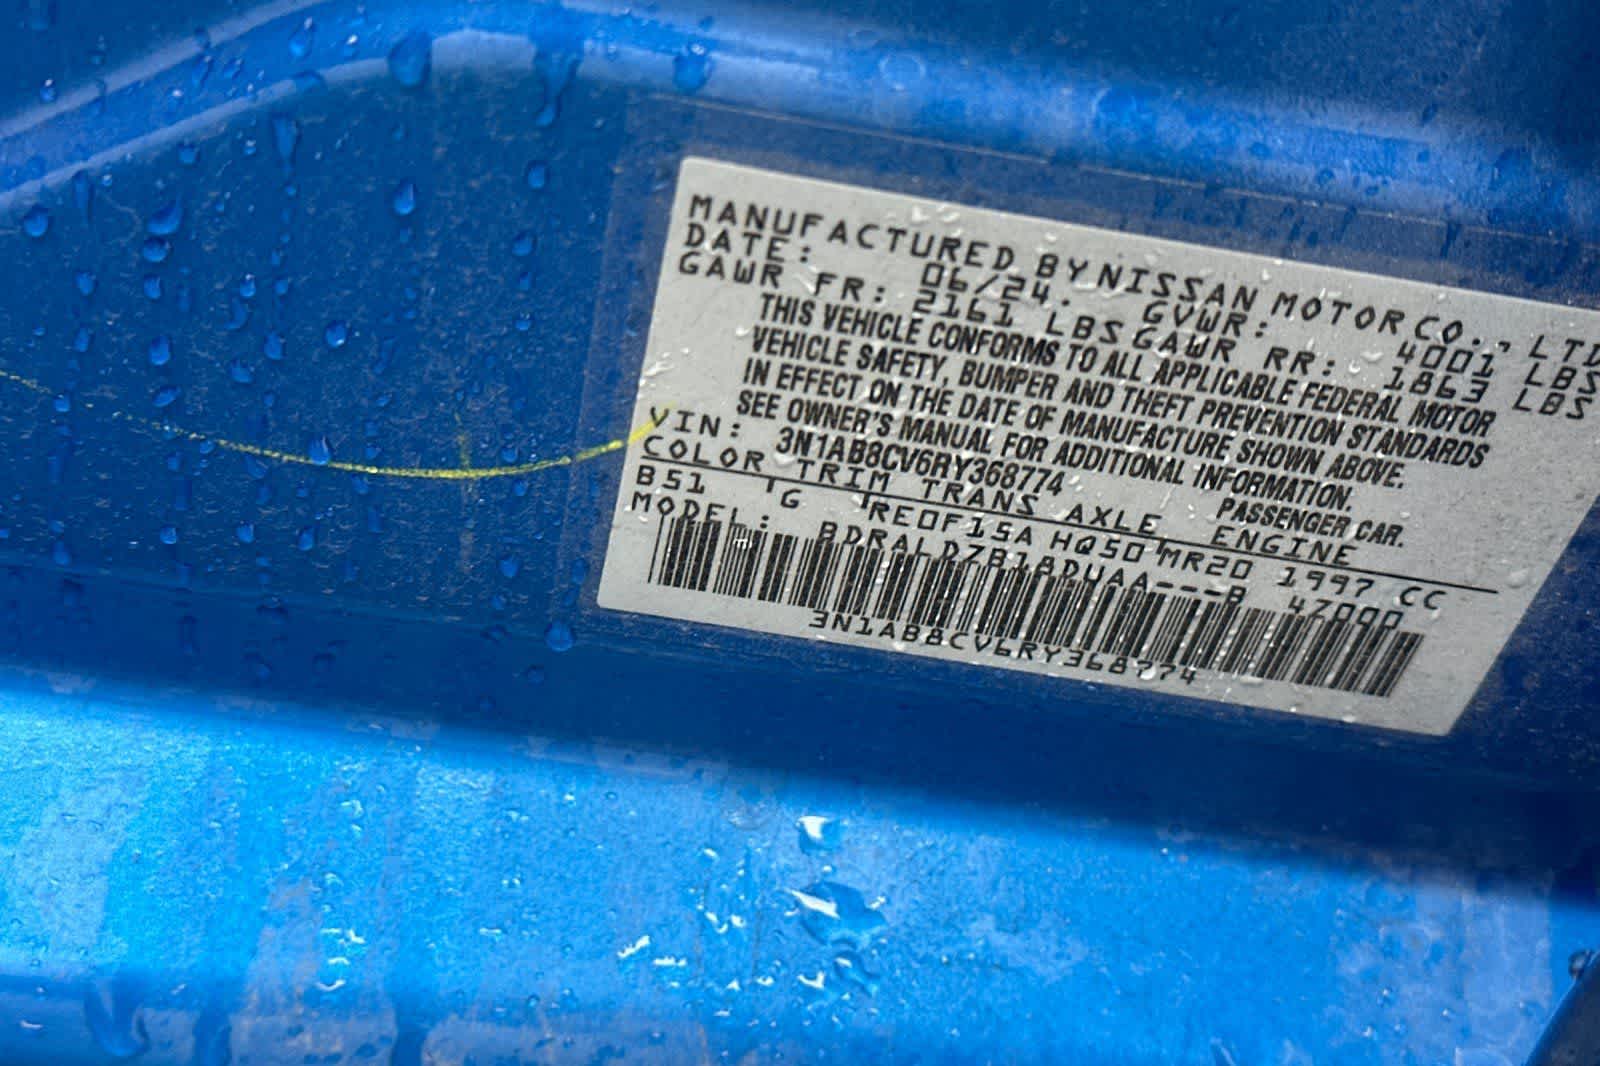 MANUFACTURED BY NISSAN MOTOR CO., LTD
DATE: 06/24. GVWR: 4001 LBS
GAWR FR: 2161 LBS GAWR RR: 1863 LBS
THIS VEHICLE CONFORMS TO ALL APPLICABLE FEDERAL MOTOR
VEHICLE SAFETY, BUMPER AND THEFT PREVENTION STANDARDS
IN EFFECT ON THE DATE OF MANUFACTURE SHOWN ABOVE.
SEE OWNER'S MANUAL FOR ADDITIONAL INFORMATION.
VIN: 3N1AB8CV6RY368774 PASSENGER CAR.
COLOR TRIM TRANS AXLE ENGINE
B51 G RE0F15A HQ50 MR20 1997 CC
MODEL: BDRALDZB18DUAA---B 4Z000
3N1AB8CV6RY368774